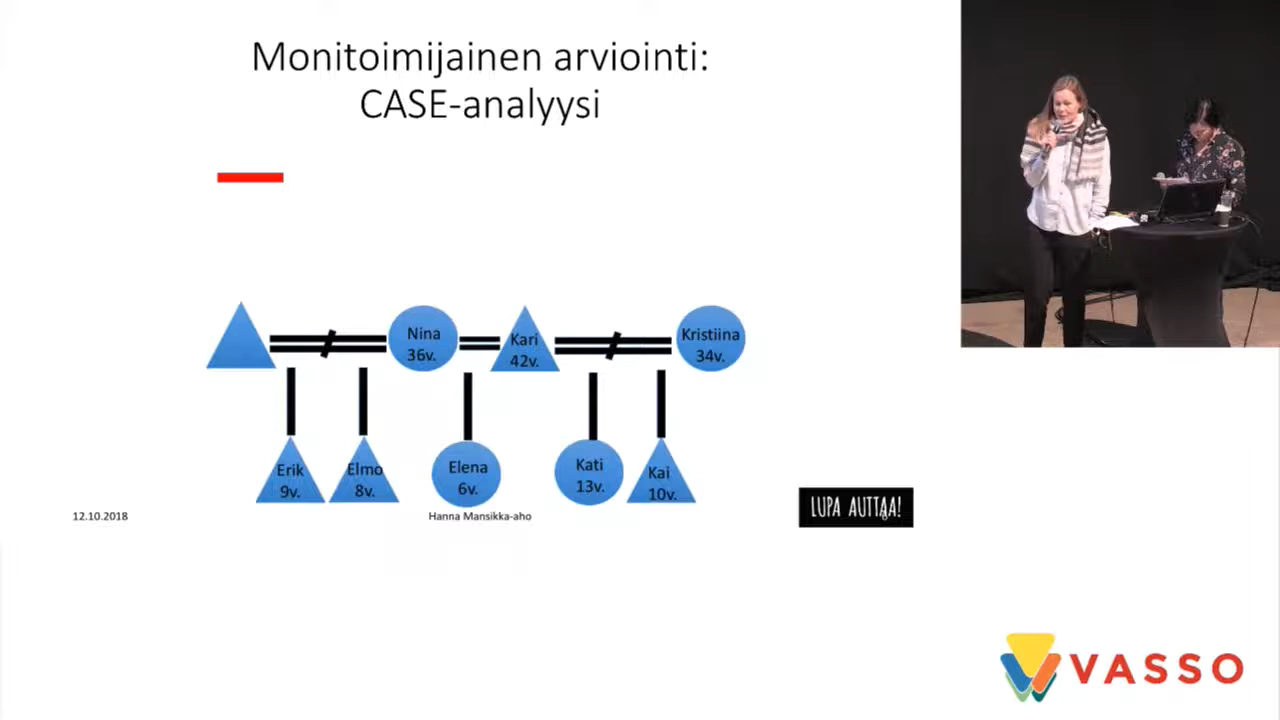 Monitoimijainen arviointi:
CASE-analyysi
Nina
36v.
Kari
42v.
Kristiina
34v.
Erik
9v.
Elmo
8v.
Elena
6v.
Kati
13v.
Kai
10v.
12.10.2018
Hanna Mansikka-aho
LUPA AUTTAA!
VASSO